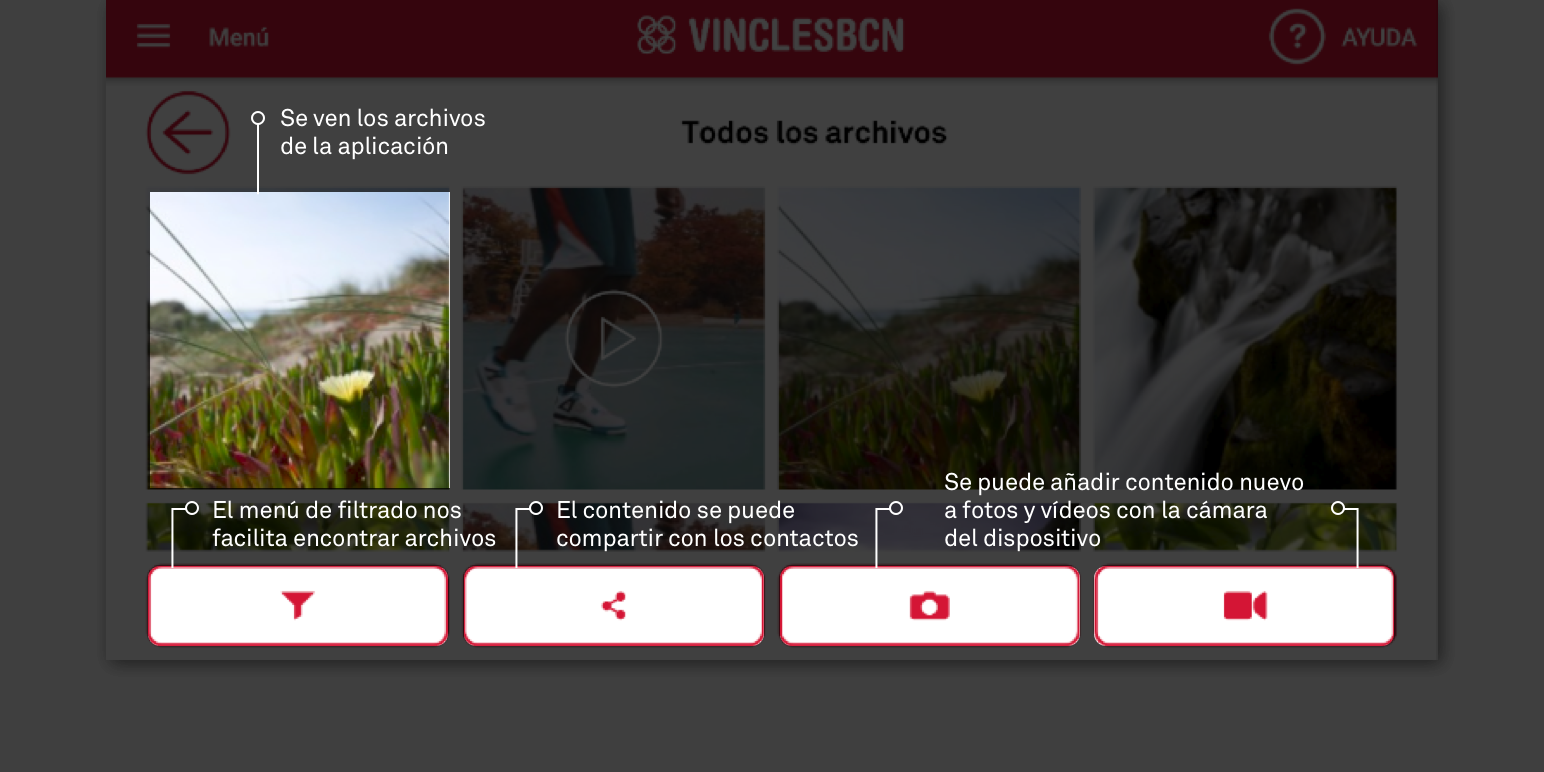 Menú
VINCLESBCN
?
AYUDA
Se ven los archivos
de la aplicación
Todos los archivos
El menú de filtrado nos
facilita encontrar archivos
El contenido se puede
compartir con los contactos
Se puede añadir contenido nuevo
a fotos y vídeos con la cámara
del dispositivo